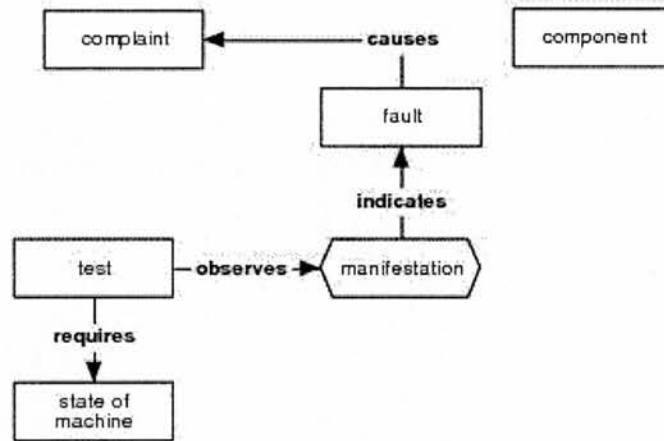 complaint
causes
component
fault
indicates
test
observes
manifestation
requires
state of
machine